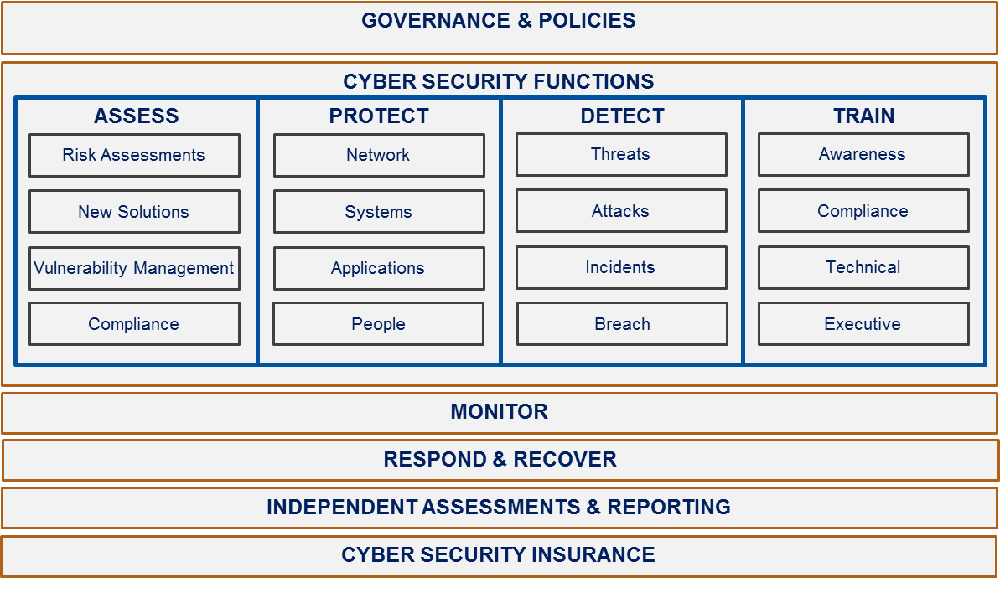 GOVERNANCE & POLICIES
CYBER SECURITY FUNCTIONS
ASSESS
Risk Assessments
New Solutions
Vulnerability Management
Compliance
PROTECT
Network
Systems
Applications
People
DETECT
Threats
Attacks
Incidents
Breach
TRAIN
Awareness
Compliance
Technical
Executive
MONITOR
RESPOND & RECOVER
INDEPENDENT ASSESSMENTS & REPORTING
CYBER SECURITY INSURANCE